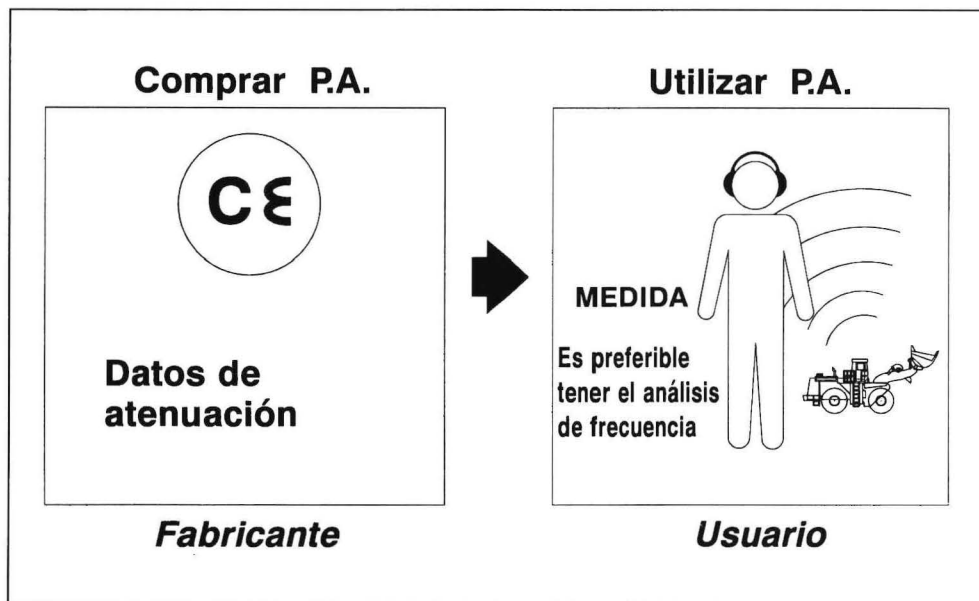 Comprar P.A.
CE
Datos de
atenuación
Fabricante
Utilizar P.A.
MEDIDA
Es preferible
tener el análisis
de frecuencia
Usuario